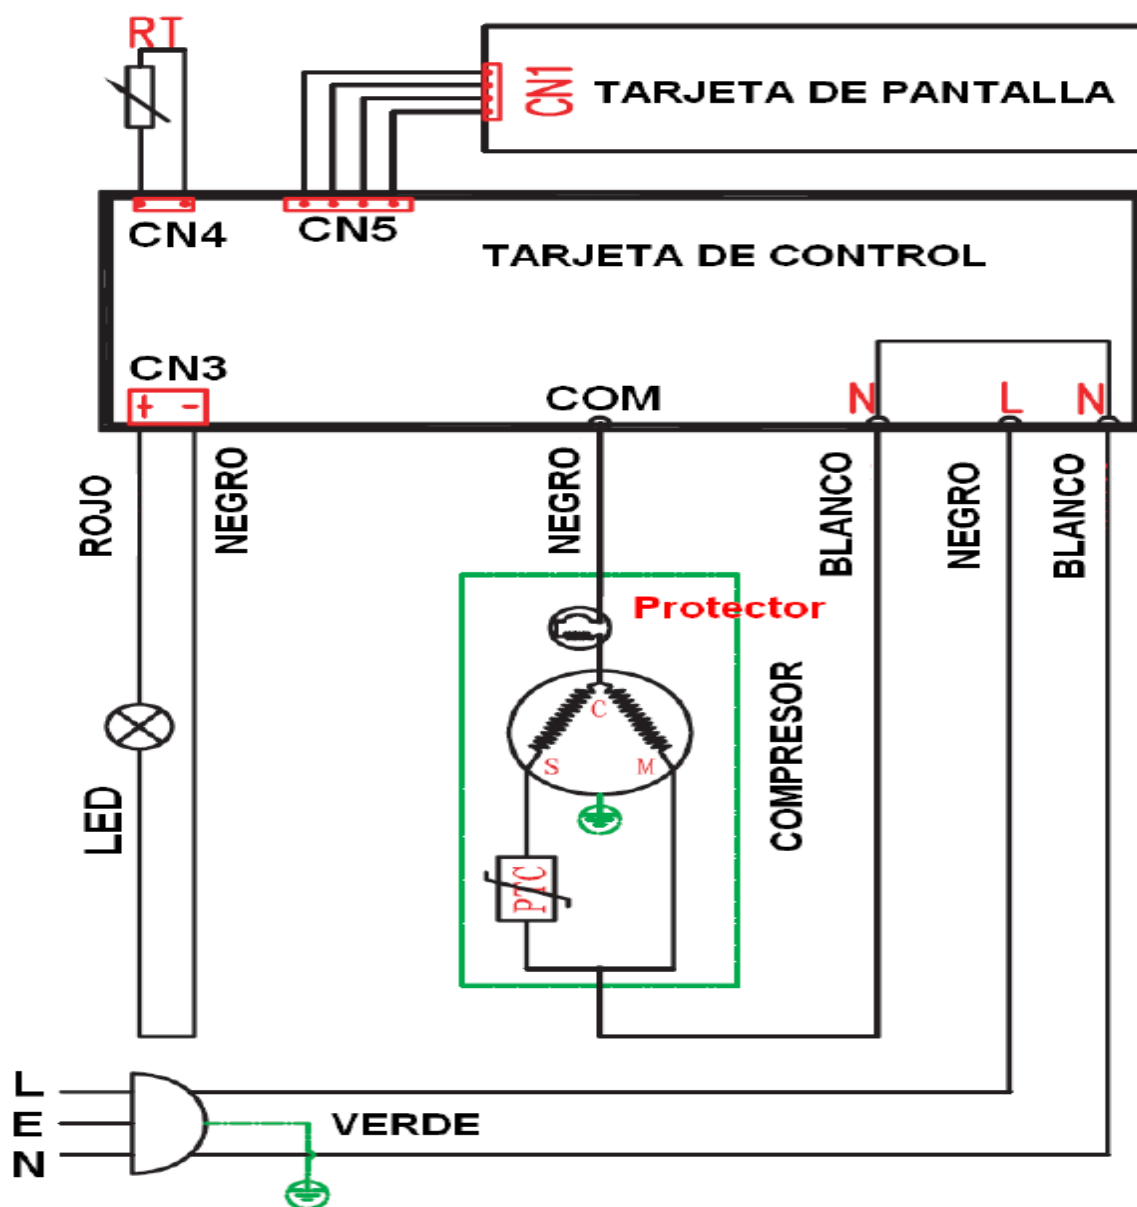 RT
CN1
TARJETA DE PANTALLA
CN4
CN5
TARJETA DE CONTROL
CN3
+ -
COM
N
L
N
ROJO
NEGRO
NEGRO
BLANCO
NEGRO
BLANCO
Protector
C
S
M
COMPRESOR
LED
PTC
L
E
VERDE
N